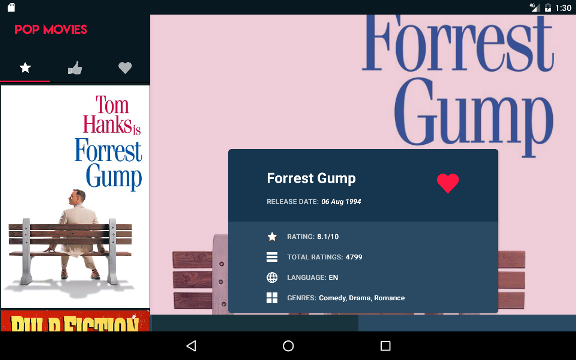 1:30
POP MOVIES
Forrest
Gump
Tom
Hanks is
Forrest
Gump
PULP FICTION
Forrest Gump
RELEASE DATE: 06 Aug 1994
RATING: 8.1/10
TOTAL RATINGS: 4799
LANGUAGE: EN
GENRES: Comedy, Drama, Romance